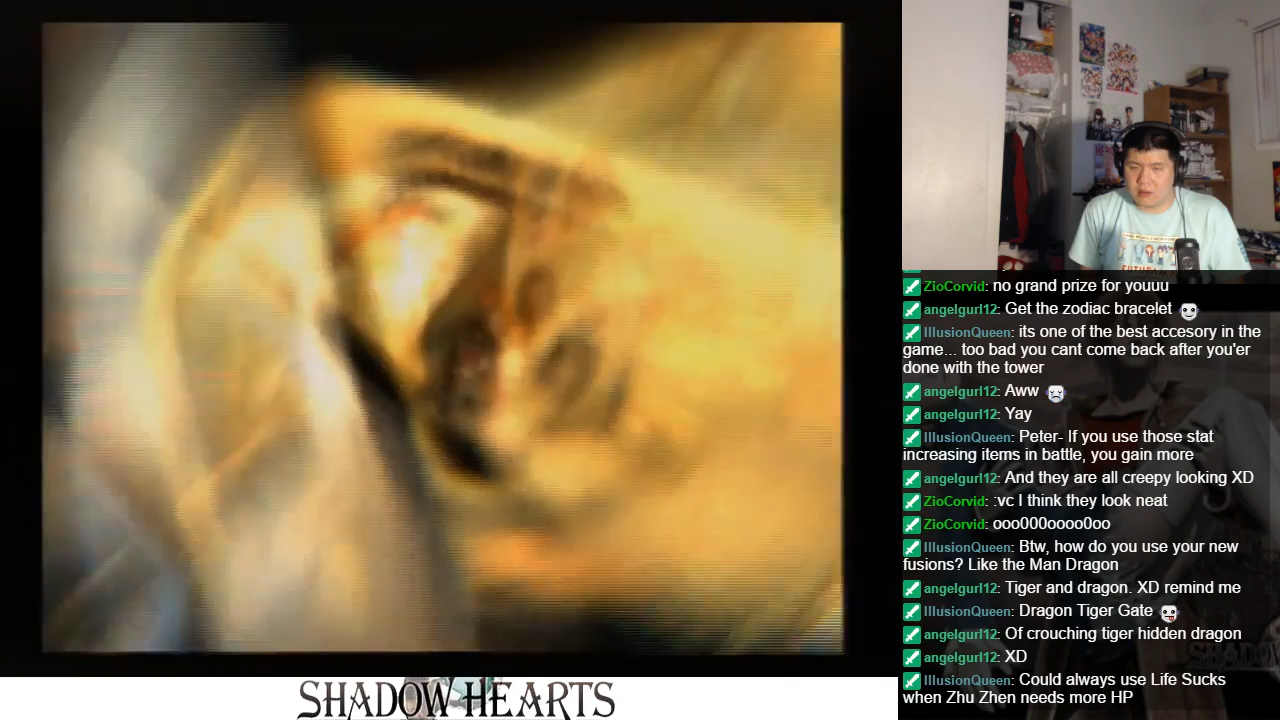 ZioCorvid: no grand prize for youuu
angelgurl12: Get the zodiac bracelet
IllusionQueen: its one of the best accesory in the
game... too bad you cant come back after you'er
done with the tower
angelgurl12: Aww
angelgurl12: Yay
IllusionQueen: Peter- If you use those stat
increasing items in battle, you gain more
angelgurl12: And they are all creepy looking XD
ZioCorvid: :vc I think they look neat
ZioCorvid: ooo000oooo0oo
IllusionQueen: Btw, how do you use your new
fusions? Like the Man Dragon
angelgurl12: Tiger and dragon. XD remind me
IllusionQueen: Dragon Tiger Gate
angelgurl12: Of crouching tiger hidden dragon
angelgurl12: XD
IllusionQueen: Could always use Life Sucks
when Zhu Zhen needs more HP
SHADOW HEARTS